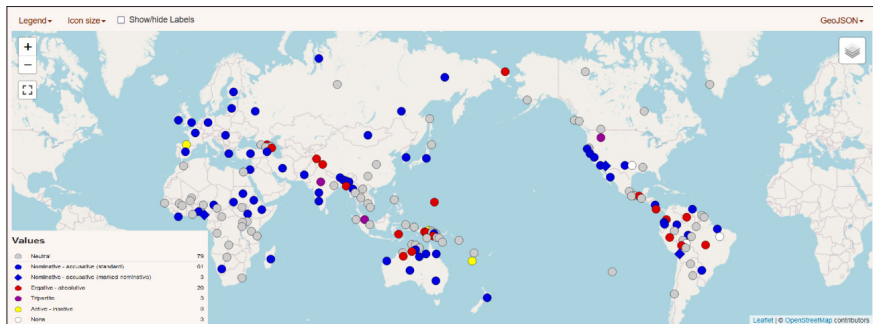 Legend
Icon size
Show/hide Labels
GeoJSON
+
−
Values
Neutral 79
Nominative - accusative (standard) 61
Nominative - accusative (marked nominative) 3
Ergative - absolutive 20
Tripartite 3
Active - inactive 3
None 3
Leaflet | © OpenStreetMap contributors